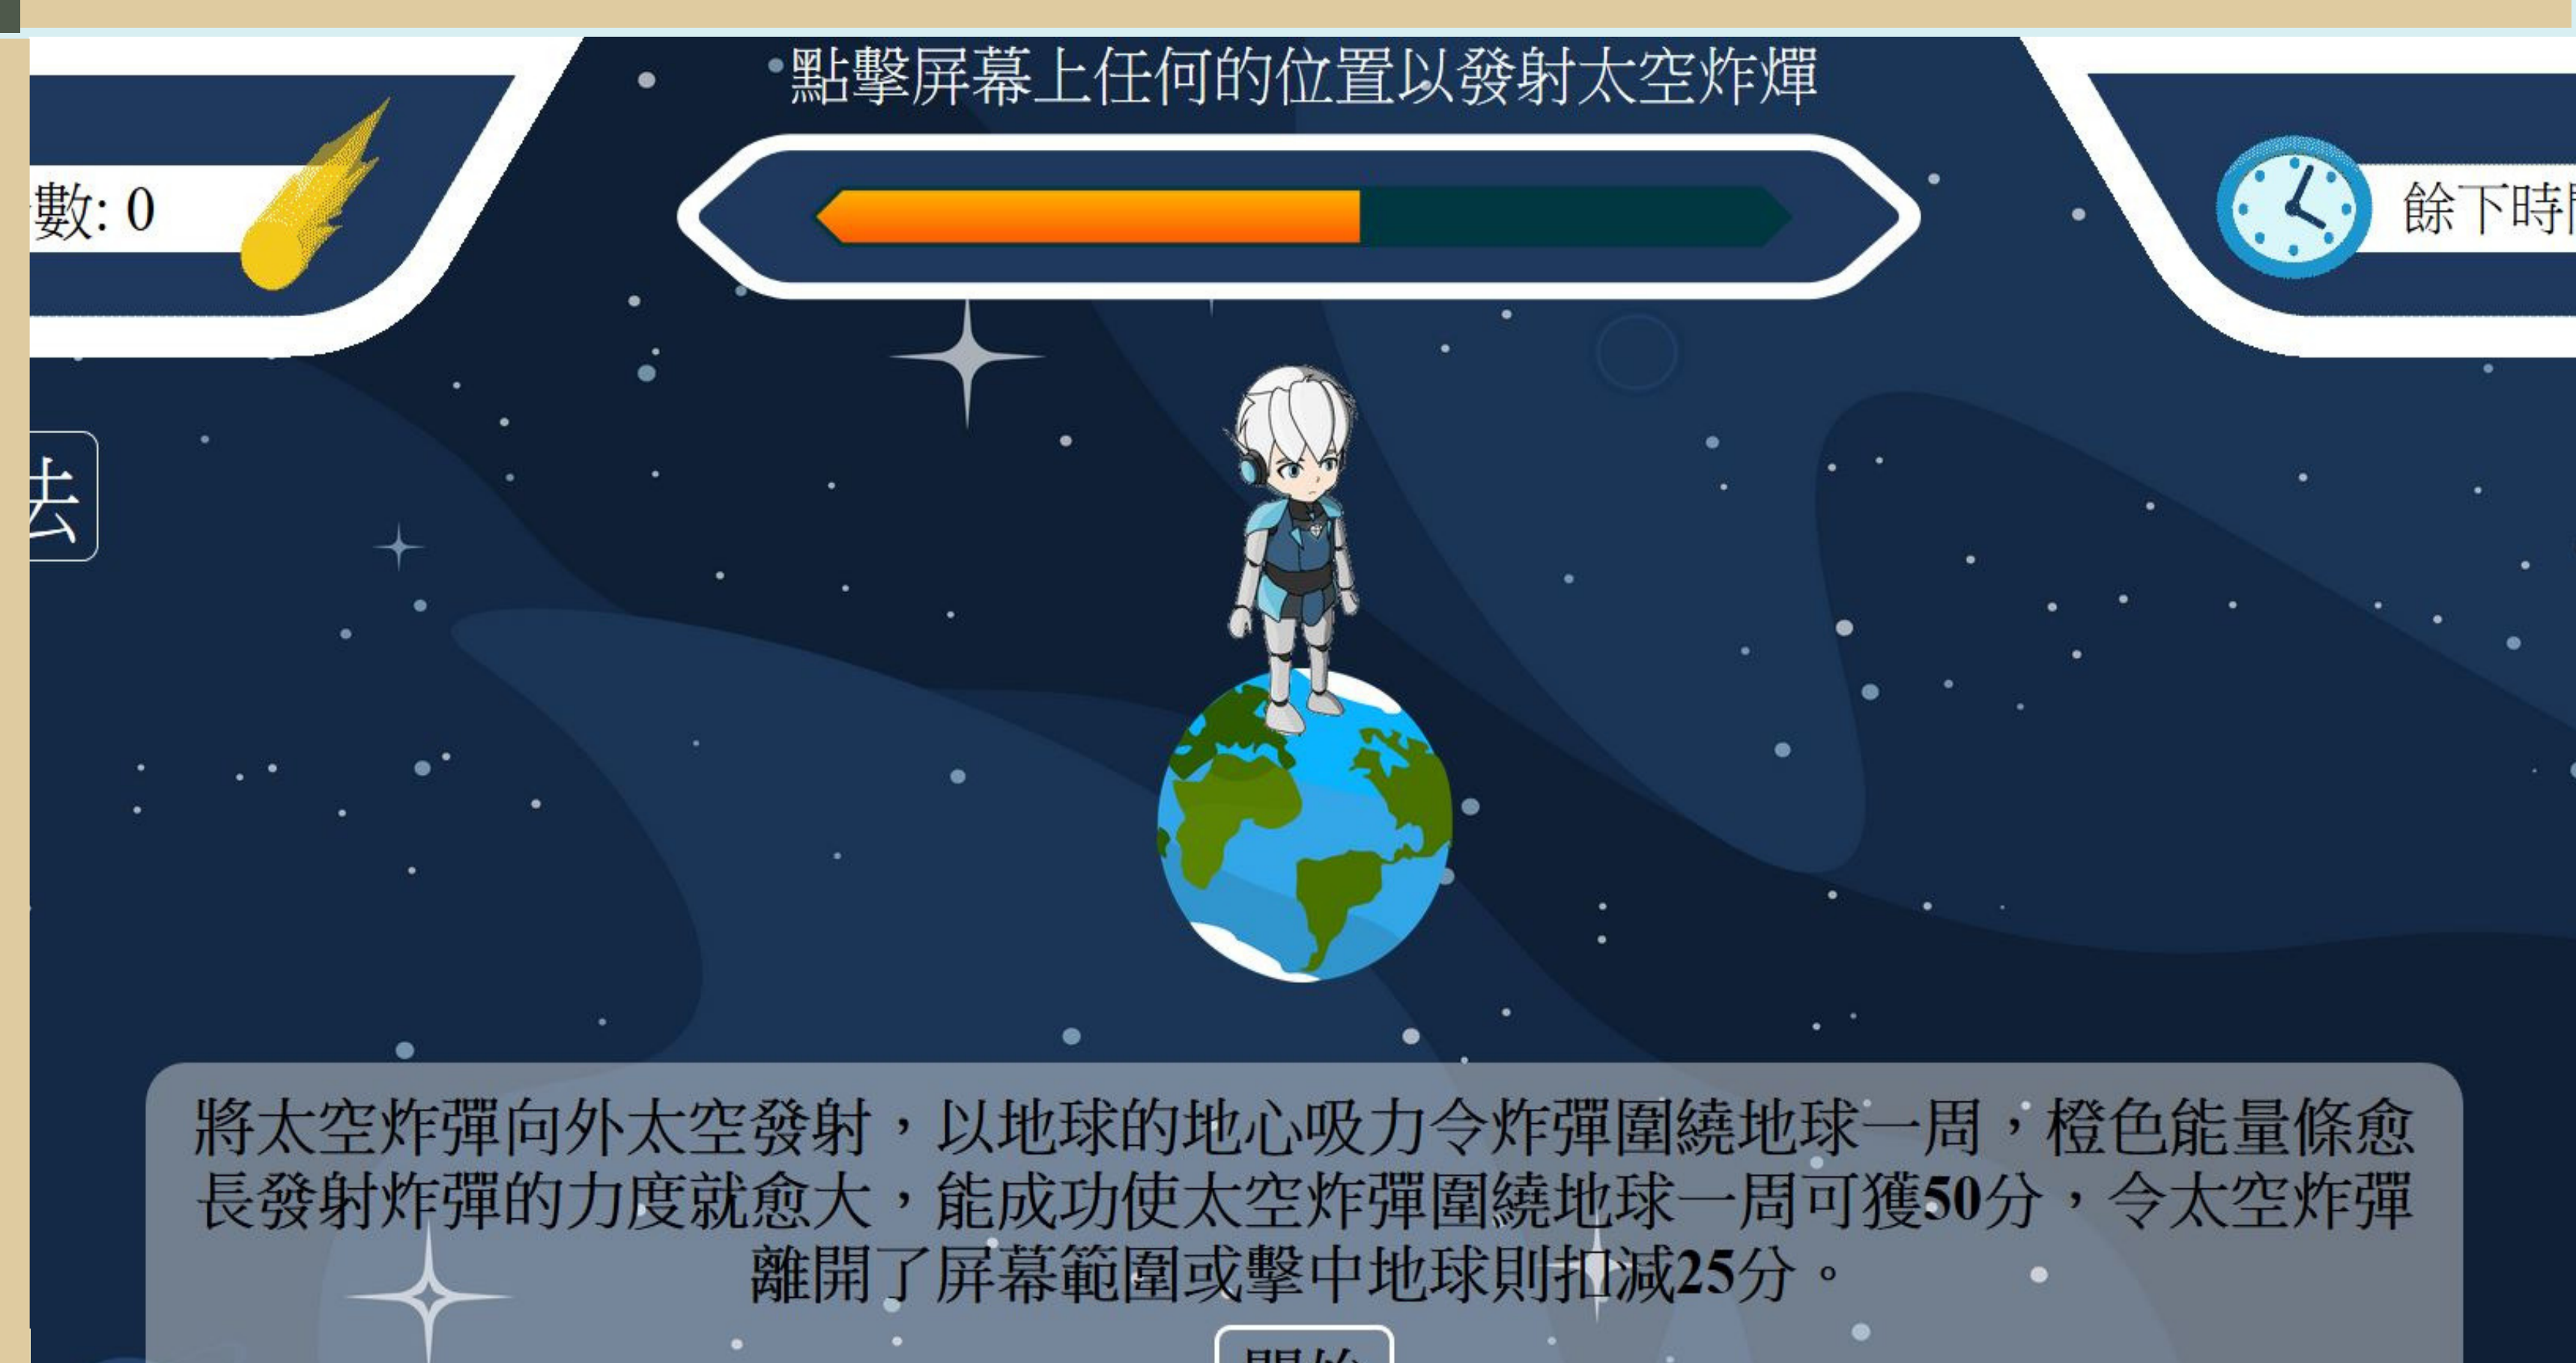 點擊屏幕上任何的位置以發射太空炸燀
數: 0
餘下時間
去
將太空炸彈向外太空發射，以地球的地心吸力令炸彈圍繞地球一周，橙色能量條愈
長發射炸彈的力度就愈大，能成功使太空炸彈圍繞地球一周可獲50分，令太空炸彈
離開了屏幕範圍或擊中地球則扣減25分。
開始